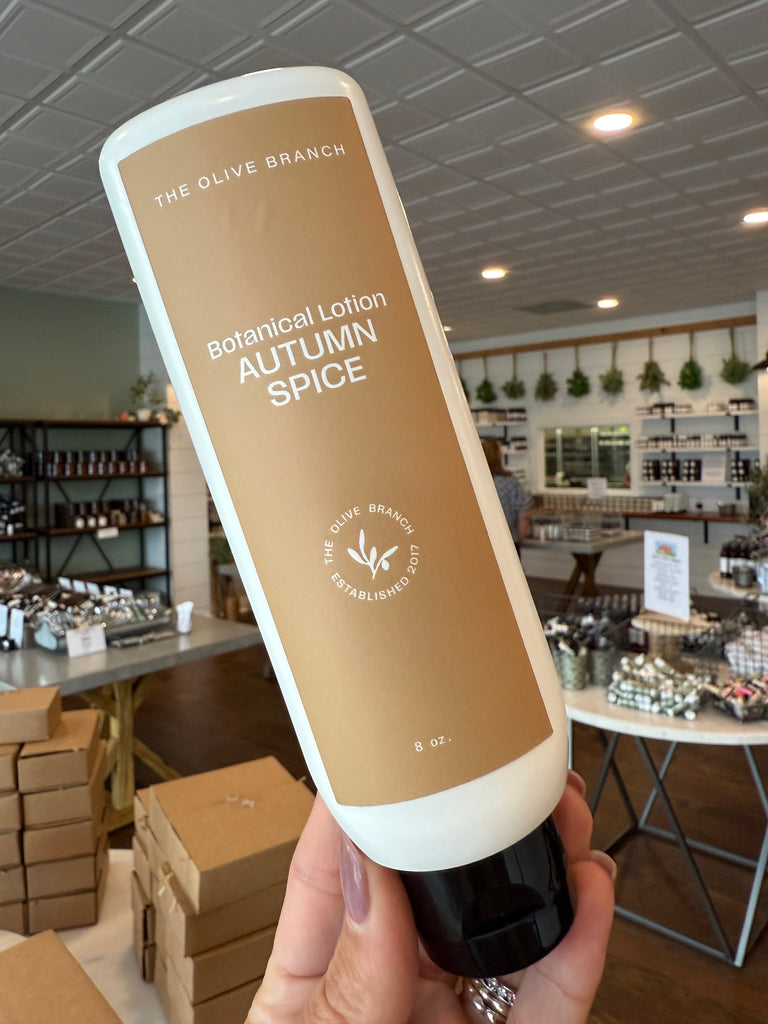 THE OLIVE BRANCH
Botanical Lotion
AUTUMN
SPICE
THE OLIVE BRANCH
ESTABLISHED 2017
8 oz.